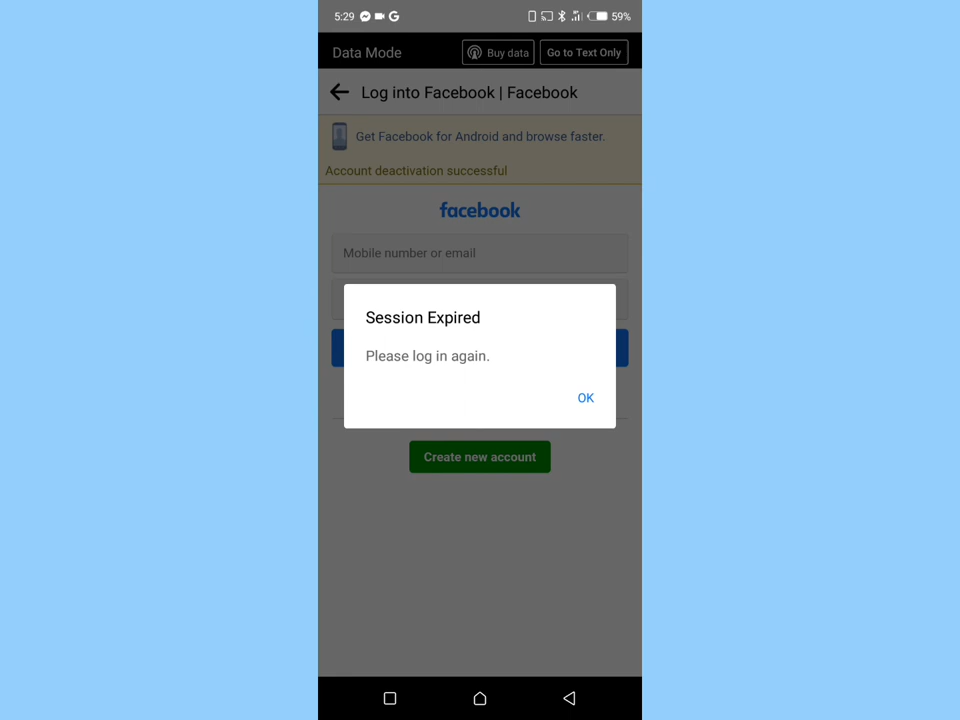 5:29 59%
Data Mode Buy data Go to Text Only
Log into Facebook | Facebook
Get Facebook for Android and browse faster.
Account deactivation successful
facebook
Mobile number or email
Session Expired
Please log in again.
OK
Create new account